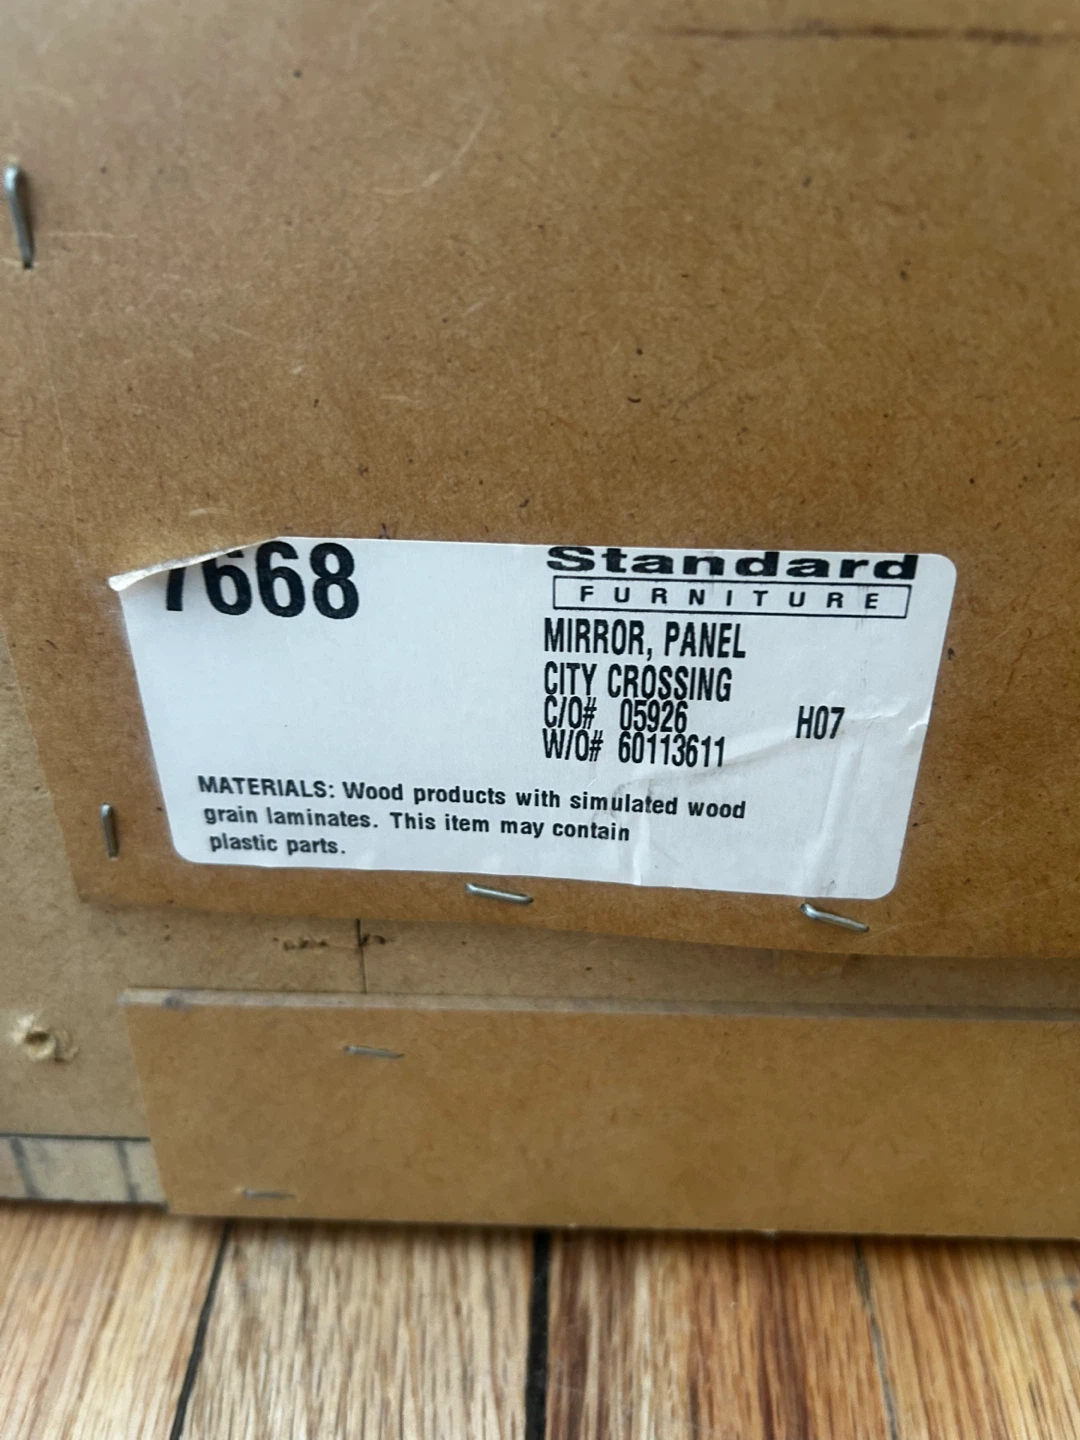 7668
Standard
FURNITURE
MIRROR, PANEL
CITY CROSSING
C/O# 05926 H07
W/O# 60113611
MATERIALS: Wood products with simulated wood
grain laminates. This item may contain
plastic parts.